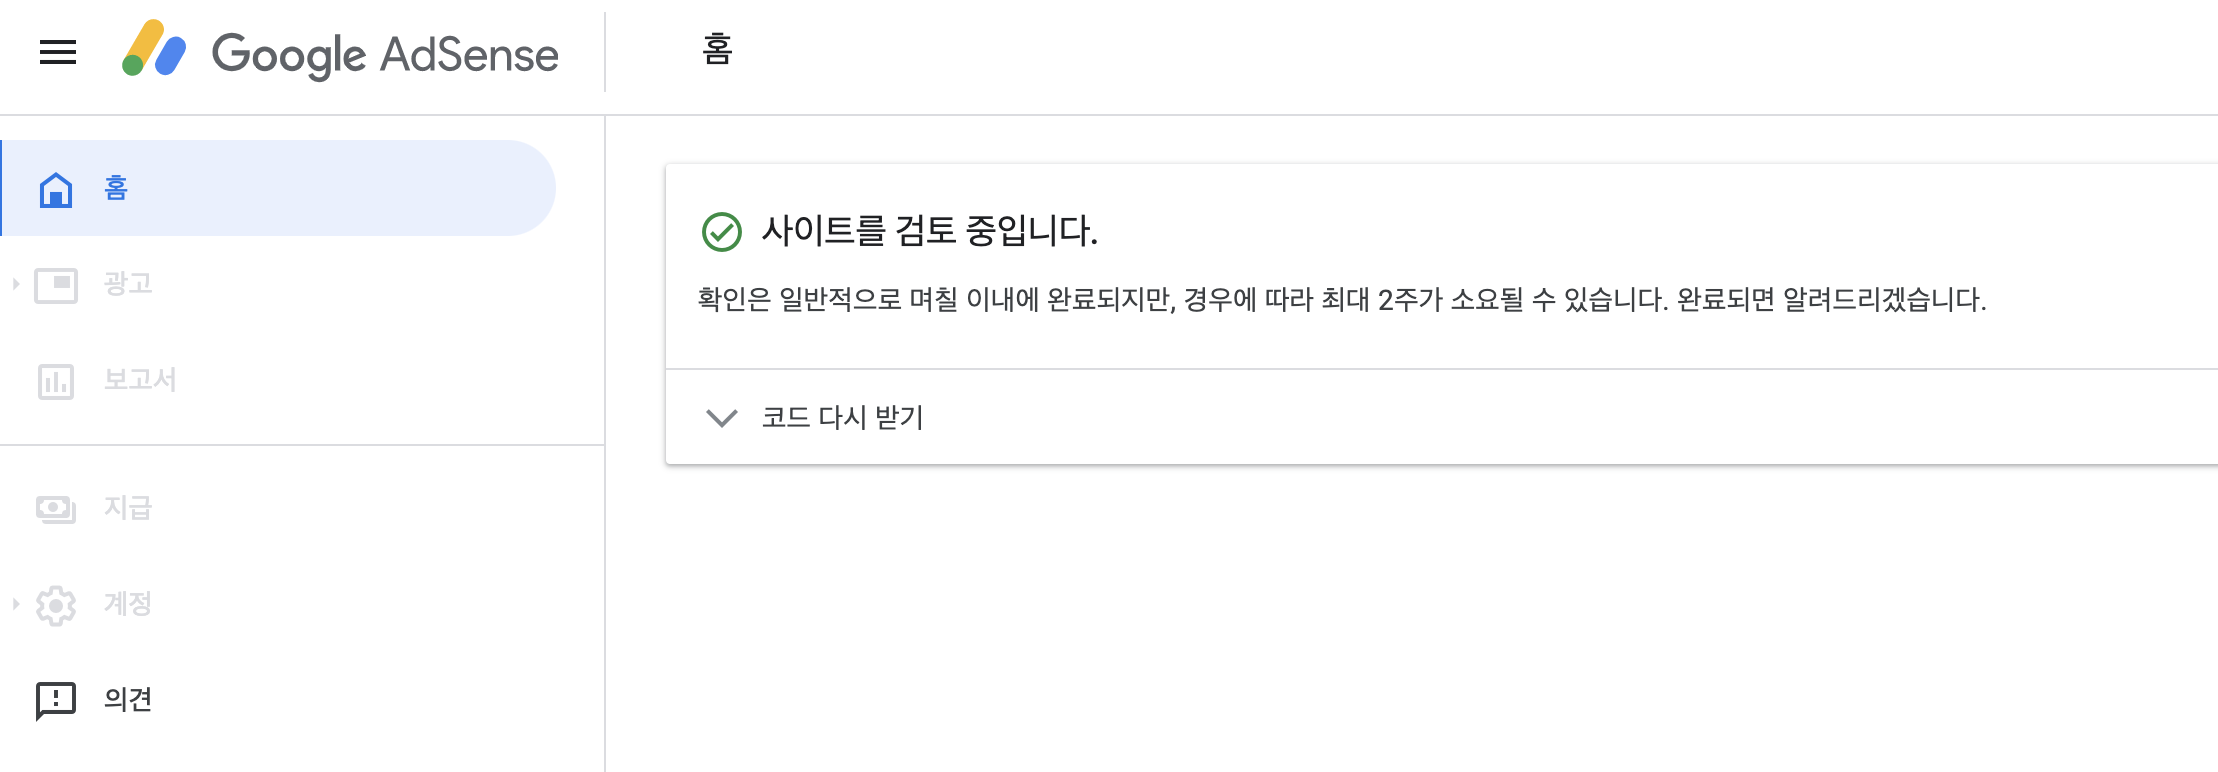 Google AdSense
홈
홈
광고
보고서
지급
계정
의견
사이트를 검토 중입니다.
확인은 일반적으로 며칠 이내에 완료되지만, 경우에 따라 최대 2주가 소요될 수 있습니다. 완료되면 알려드리겠습니다.
코드 다시 받기